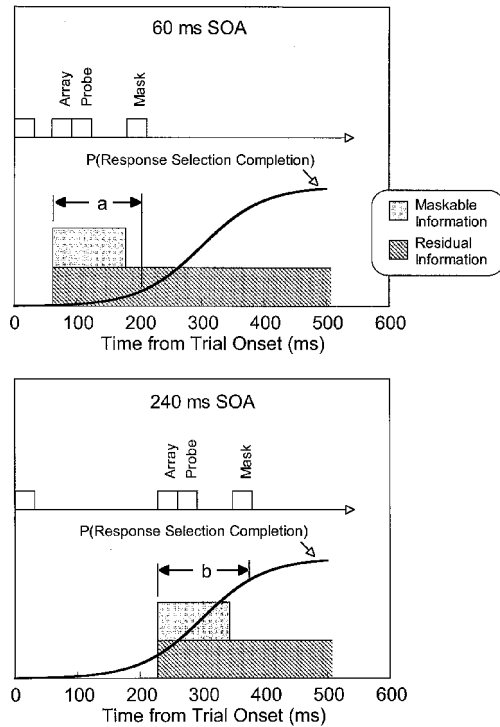 60 ms SOA
Array
Probe
Mask
P(Response Selection Completion)
a
Maskable
Information
Residual
Information
0 100 200 300 400 500 600
Time from Trial Onset (ms)
240 ms SOA
Array
Probe
Mask
P(Response Selection Completion)
b
0 100 200 300 400 500 600
Time from Trial Onset (ms)